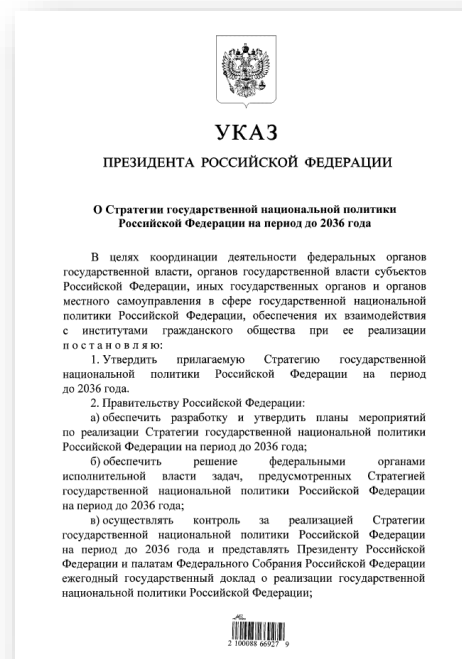 УКАЗ
ПРЕЗИДЕНТА РОССИЙСКОЙ ФЕДЕРАЦИИ
О Стратегии государственной национальной политики
Российской Федерации на период до 2036 года
В целях координации деятельности федеральных органов
государственной власти, органов государственной власти субъектов
Российской Федерации, иных государственных органов и органов
местного самоуправления в сфере государственной национальной
политики Российской Федерации, обеспечения их взаимодействия
с институтами гражданского общества при ее реализации
п о с т а н о в л я ю:
1. Утвердить прилагаемую Стратегию государственной
национальной политики Российской Федерации на период
до 2036 года.
2. Правительству Российской Федерации:
а) обеспечить разработку и утвердить планы мероприятий
по реализации Стратегии государственной национальной политики
Российской Федерации на период до 2036 года;
б) обеспечить решение федеральными органами
исполнительной власти задач, предусмотренных Стратегией
государственной национальной политики Российской Федерации
на период до 2036 года;
в) осуществлять контроль за реализацией Стратегии
государственной национальной политики Российской Федерации
на период до 2036 года и представлять Президенту Российской
Федерации и палатам Федерального Собрания Российской Федерации
ежегодный государственный доклад о реализации государственной
национальной политики Российской Федерации;
2 100088 66927 9